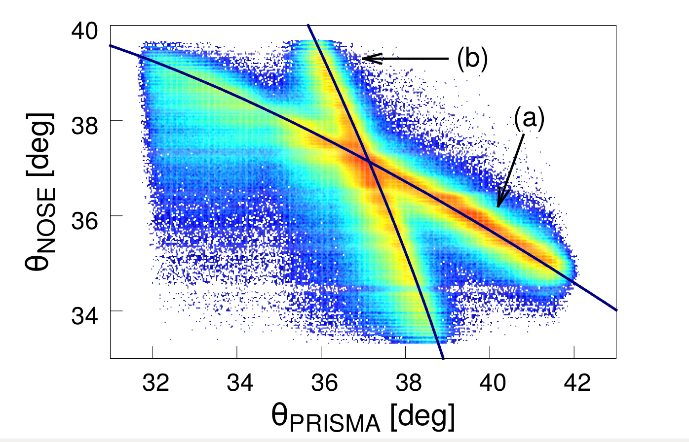 40
(b)
38
(a)
36
34
θNOSE [deg]
32 34 36 38 40 42
θPRISMA [deg]